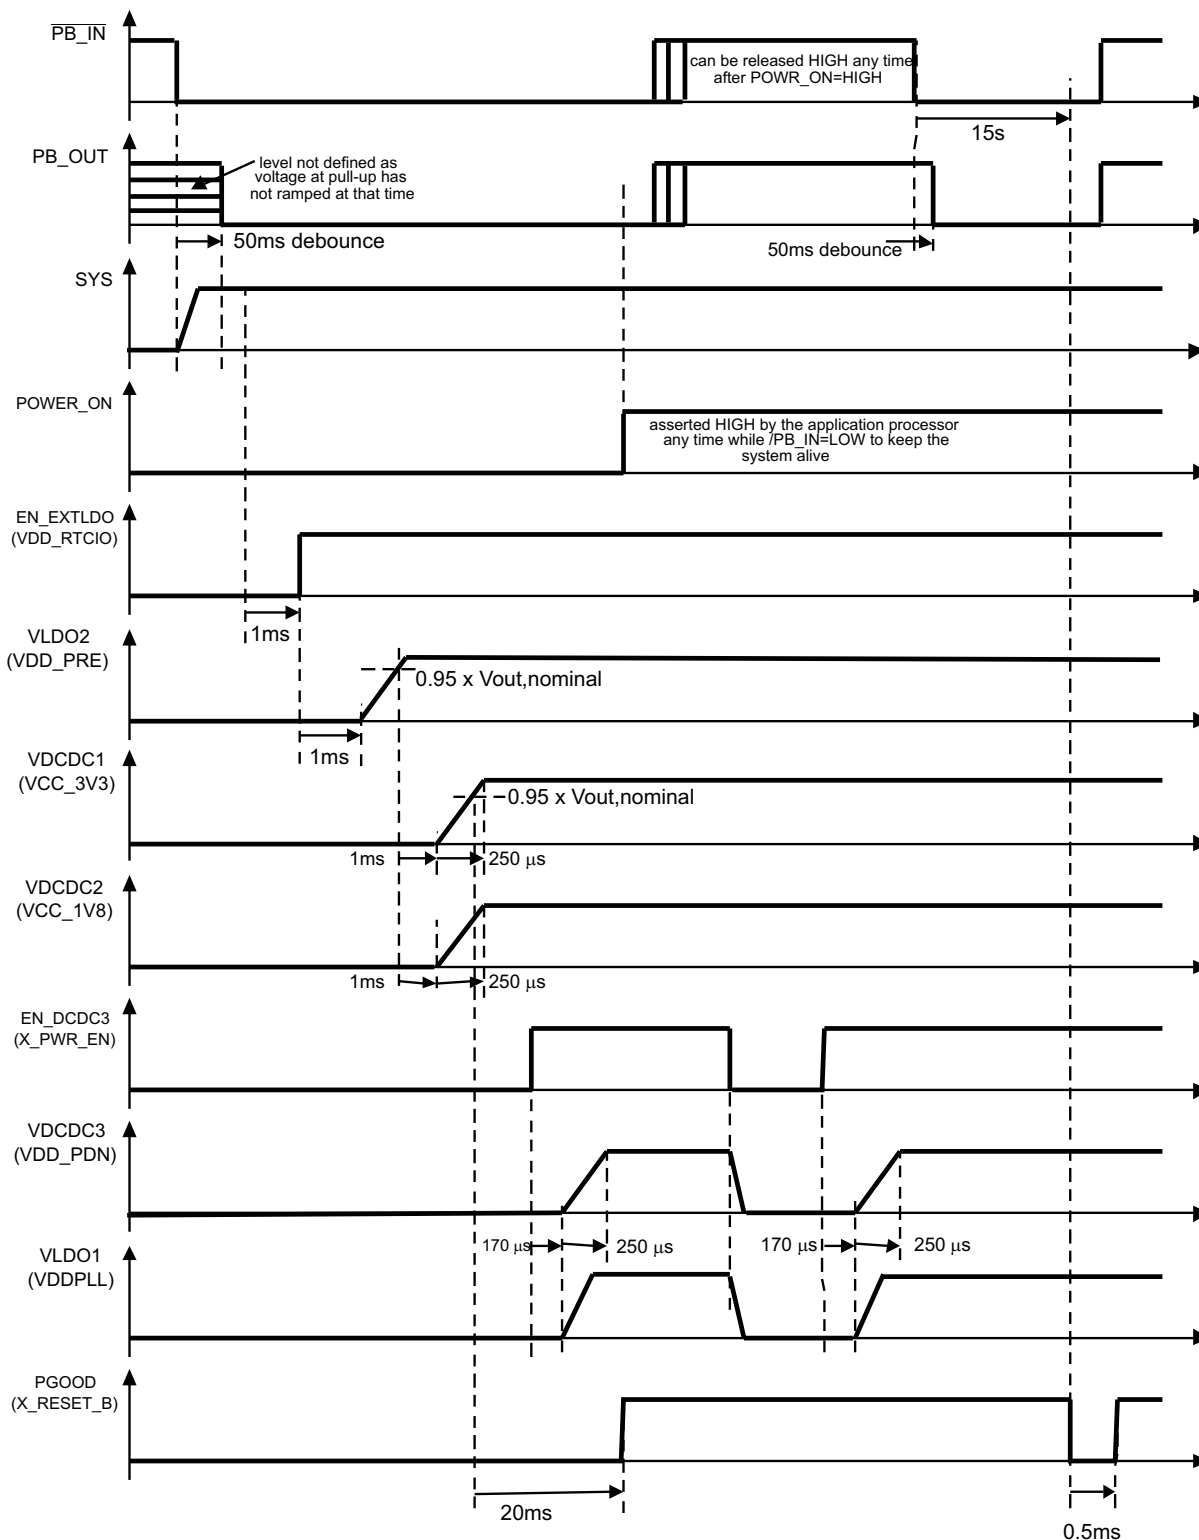 PB_IN
can be released HIGH any time
after POWR_ON=HIGH
15s
PB_OUT
level not defined as
voltage at pull-up has
not ramped at that time
50ms debounce
50ms debounce
SYS
POWER_ON
asserted HIGH by the application processor
any time while /PB_IN=LOW to keep the
system alive
EN_EXTLDO
(VDD_RTCIO)
1ms
VLDO2
(VDD_PRE)
0.95 x Vout,nominal
1ms
VDCDC1
(VCC_3V3)
0.95 x Vout,nominal
1ms
250 μs
VDCDC2
(VCC_1V8)
1ms
250 μs
EN_DCDC3
(X_PWR_EN)
VDCDC3
(VDD_PDN)
170 μs
250 μs
170 μs
250 μs
VLDO1
(VDDPLL)
PGOOD
(X_RESET_B)
20ms
0.5ms